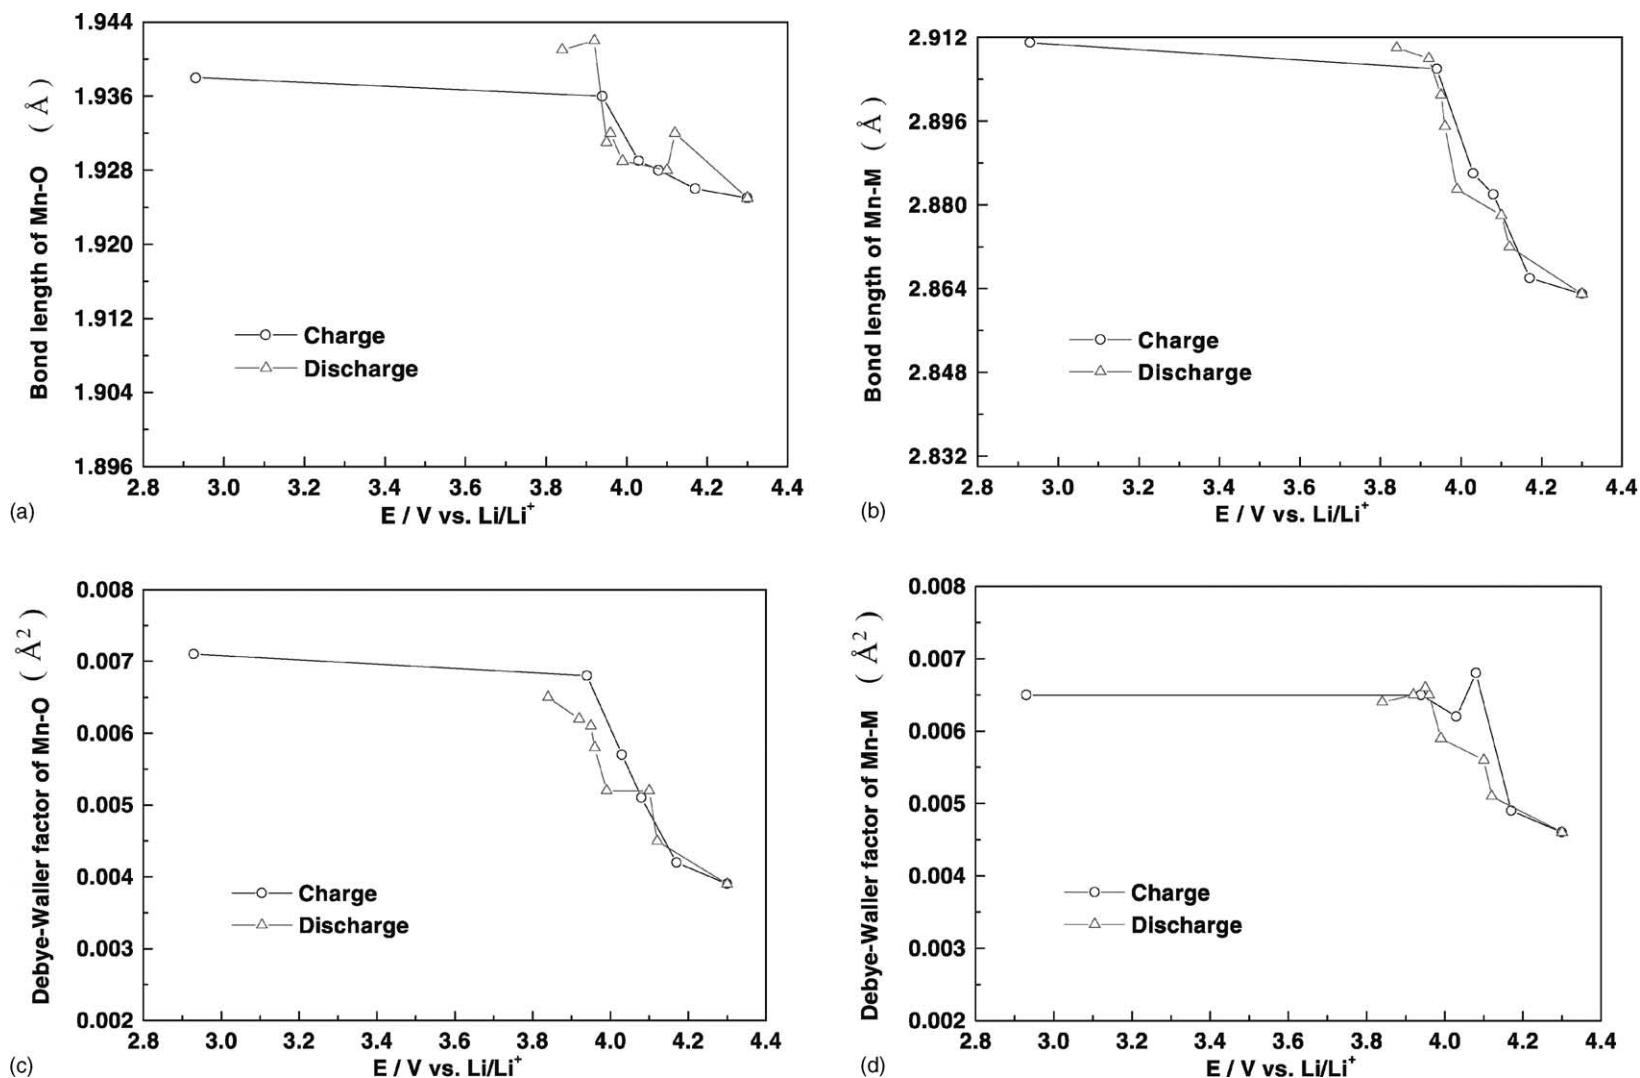 Bond length of Mn-O (Å)
1.944
1.936
1.928
1.920
1.912
1.904
1.896
Charge
Discharge
2.8 3.0 3.2 3.4 3.6 3.8 4.0 4.2 4.4
E / V vs. Li/Li⁺
(a)
Bond length of Mn-M (Å)
2.912
2.896
2.880
2.864
2.848
2.832
Charge
Discharge
2.8 3.0 3.2 3.4 3.6 3.8 4.0 4.2 4.4
E / V vs. Li/Li⁺
(b)
Debye-Waller factor of Mn-O (Å²)
0.008
0.007
0.006
0.005
0.004
0.003
0.002
Charge
Discharge
2.8 3.0 3.2 3.4 3.6 3.8 4.0 4.2 4.4
E / V vs. Li/Li⁺
(c)
Debye-Waller factor of Mn-M (Å²)
0.008
0.007
0.006
0.005
0.004
0.003
0.002
Charge
Discharge
2.8 3.0 3.2 3.4 3.6 3.8 4.0 4.2 4.4
E / V vs. Li/Li⁺
(d)